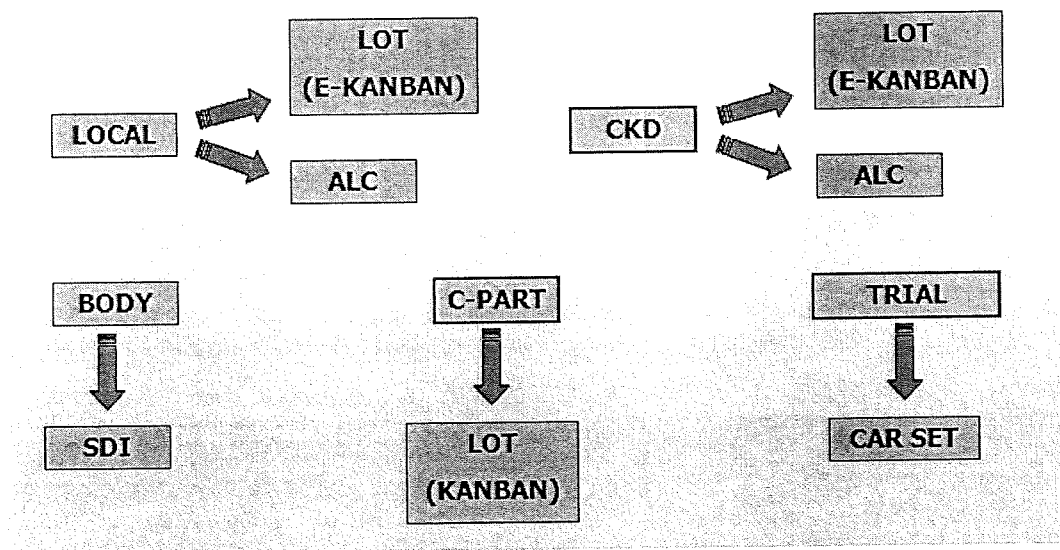 LOT
(E-KANBAN)
LOCAL
ALC
LOT
(E-KANBAN)
CKD
ALC
BODY
SDI
C-PART
LOT
(KANBAN)
TRIAL
CAR SET